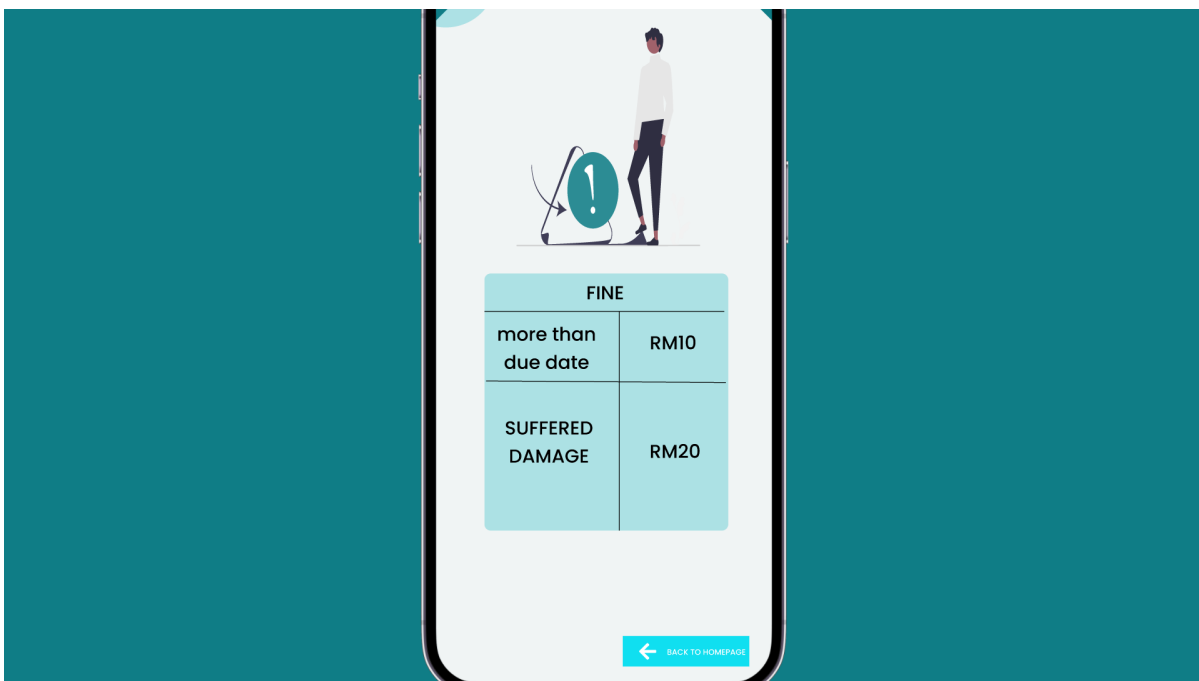 !
FINE
more than
due date
RM10
SUFFERED
DAMAGE
RM20
BACK TO HOMEPAGE